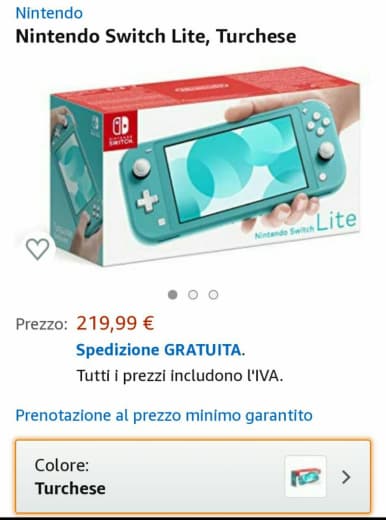 Nintendo
Nintendo Switch Lite, Turchese
NINTENDO
SWITCH
Nintendo Switch Lite
Prezzo: 219,99 €
Spedizione GRATUITA.
Tutti i prezzi includono l'IVA.
Prenotazione al prezzo minimo garantito
Colore:
Turchese